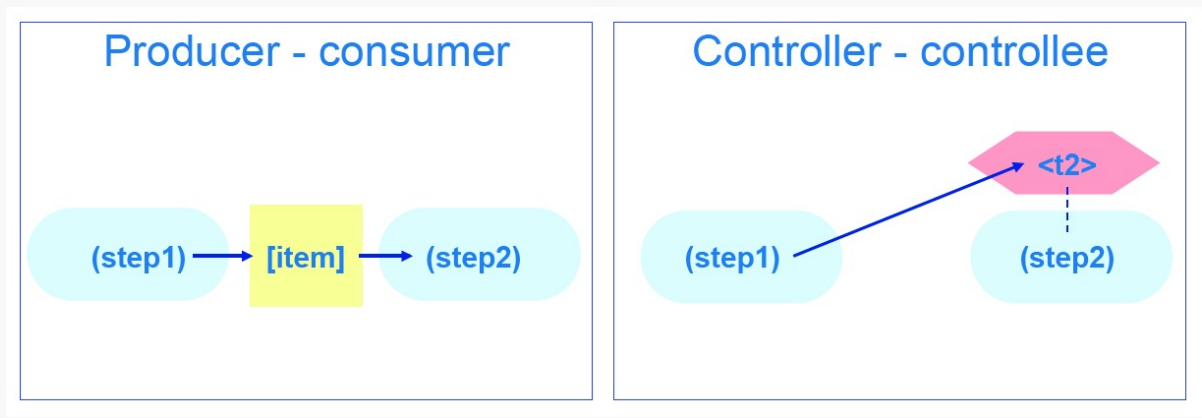 Producer - consumer
(step1) [item] (step2)
Controller - controllee
<t2>
(step1) (step2)